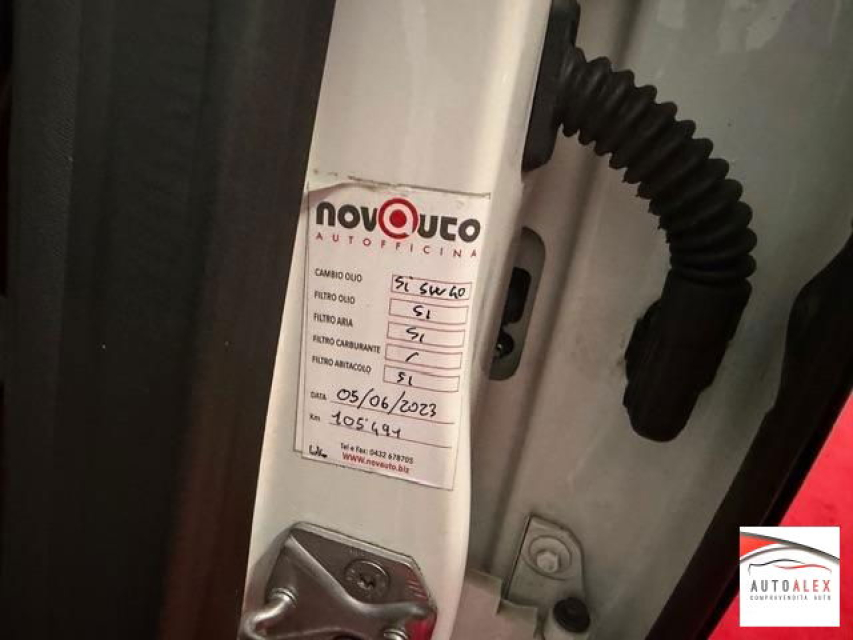 novauto
AUTOFFICINA
CAMBIO OLIO Si 5W40
FILTRO OLIO Si
FILTRO ARIA Si
FILTRO CARBURANTE /
FILTRO ABITACOLO Si
DATA 05/06/2023
Km 105'491
Tel e Fax: 0432 678705
www.novauto.biz
AUTOALEX
COMPRAVENDITA AUTO